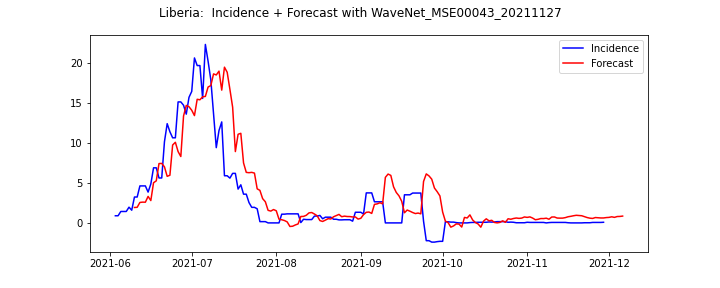 Liberia:  Incidence + Forecast with WaveNet_MSE00043_20211127
Incidence
Forecast
20
15
10
5
0
2021-06 2021-07 2021-08 2021-09 2021-10 2021-11 2021-12